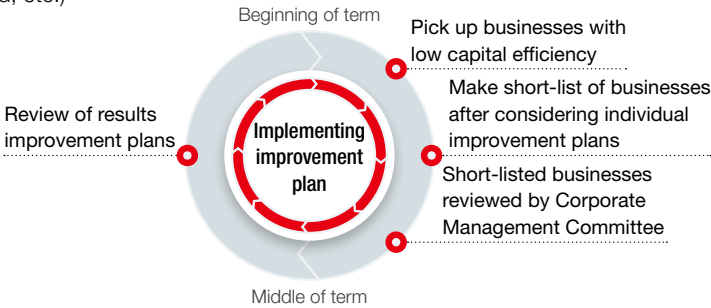 Beginning of term
Pick up businesses with
low capital efficiency
Make short-list of businesses
after considering individual
improvement plans
Short-listed businesses
reviewed by Corporate
Management Committee
Middle of term
Review of results
improvement plans
Implementing
improvement
plan